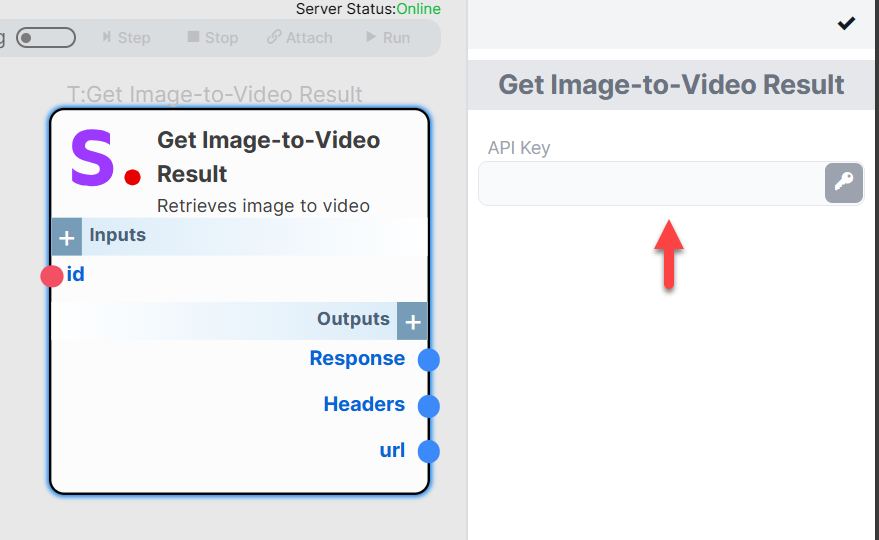 Server Status:Online
g
Step
Stop
Attach
Run
T:Get Image-to-Video Result
S.
Get Image-to-Video
Result
Retrieves image to video
+ Inputs
id
Outputs +
Response
Headers
url
Get Image-to-Video Result
API Key